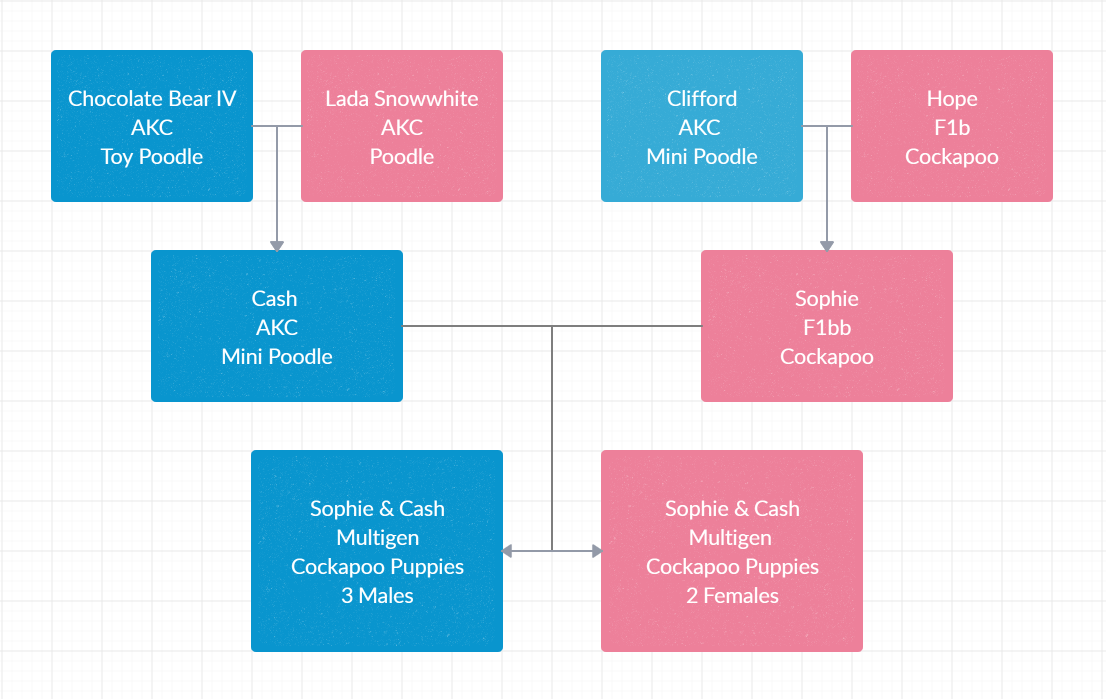 Chocolate Bear IV
AKC
Toy Poodle
Lada Snowwhite
AKC
Poodle
Clifford
AKC
Mini Poodle
Hope
F1b
Cockapoo
Cash
AKC
Mini Poodle
Sophie
F1bb
Cockapoo
Sophie & Cash
Multigen
Cockapoo Puppies
3 Males
Sophie & Cash
Multigen
Cockapoo Puppies
2 Females